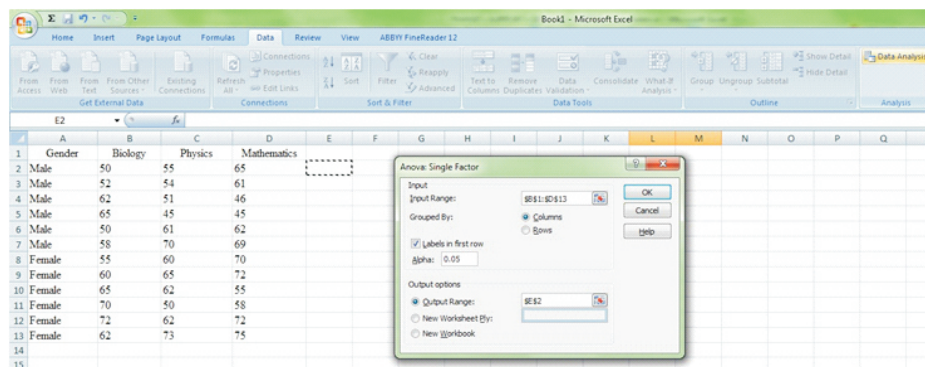 Book1 - Microsoft Excel
Home Insert Page Layout Formulas Data Review View ABBYY FineReader 12
From Access From Web From Text From Other Sources Existing Connections Refresh All Connections Properties Edit Links Sort Filter Clear Reapply Advanced Text to Columns Remove Duplicates Data Validation Consolidate What-If Analysis Group Ungroup Subtotal Show Detail Hide Detail Data Analysis
Get External Data Connections Sort & Filter Data Tools Outline Analysis
E2 fx
A B C D E F G H I J K L M N O P Q
1 Gender Biology Physics Mathematics
2 Male 50 55 65
3 Male 52 54 61
4 Male 62 51 46
5 Male 65 45 45
6 Male 50 61 62
7 Male 58 70 69
8 Female 55 60 70
9 Female 60 65 72
10 Female 65 62 55
11 Female 70 50 58
12 Female 72 62 72
13 Female 62 73 75
14
15
Anova: Single Factor
Input
Input Range: $B$1:$D$13
Grouped By: Columns
Rows
Labels in first row
Alpha: 0.05
Output options
Output Range: $E$2
New Worksheet Ply:
New Workbook
OK
Cancel
Help